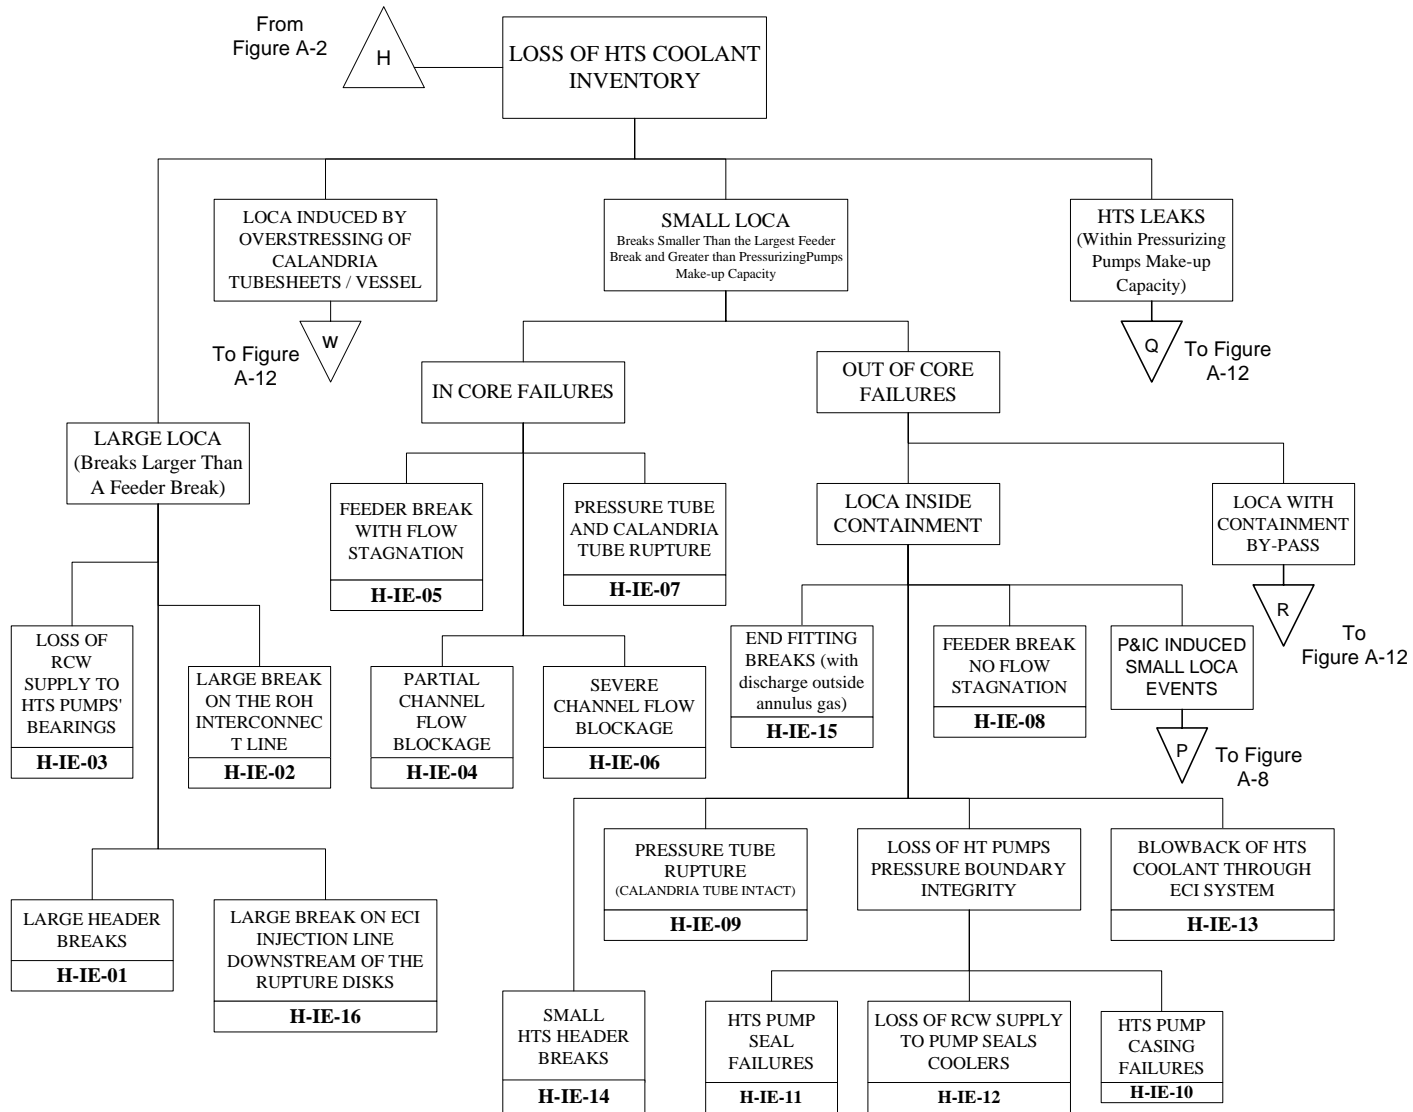 From
Figure A-2
H
LOSS OF HTS COOLANT
INVENTORY
LOCA INDUCED BY
OVERSTRESSING OF
CALANDRIA
TUBESHEETS / VESSEL
W
To Figure
A-12
SMALL LOCA
Breaks Smaller Than the Largest Feeder
Break and Greater than PressurizingPumps
Make-up Capacity
HTS LEAKS
(Within Pressurizing
Pumps Make-up
Capacity)
Q
To Figure
A-12
IN CORE FAILURES
OUT OF CORE
FAILURES
LARGE LOCA
(Breaks Larger Than
A Feeder Break)
FEEDER BREAK
WITH FLOW
STAGNATION
H-IE-05
PRESSURE TUBE
AND CALANDRIA
TUBE RUPTURE
H-IE-07
LOCA INSIDE
CONTAINMENT
LOCA WITH
CONTAINMENT
BY-PASS
R
To
Figure A-12
LOSS OF
RCW
SUPPLY TO
HTS PUMPS'
BEARINGS
H-IE-03
LARGE BREAK
ON THE ROH
INTERCONNEC
T LINE
H-IE-02
PARTIAL
CHANNEL
FLOW
BLOCKAGE
H-IE-04
SEVERE
CHANNEL FLOW
BLOCKAGE
H-IE-06
END FITTING
BREAKS (with
discharge outside
annulus gas)
H-IE-15
FEEDER BREAK
NO FLOW
STAGNATION
H-IE-08
P&IC INDUCED
SMALL LOCA
EVENTS
P
To Figure
A-8
LARGE HEADER
BREAKS
H-IE-01
LARGE BREAK ON ECI
INJECTION LINE
DOWNSTREAM OF THE
RUPTURE DISKS
H-IE-16
PRESSURE TUBE
RUPTURE
(CALANDRIA TUBE INTACT)
H-IE-09
LOSS OF HT PUMPS
PRESSURE BOUNDARY
INTEGRITY
BLOWBACK OF HTS
COOLANT THROUGH
ECI SYSTEM
H-IE-13
SMALL
HTS HEADER
BREAKS
H-IE-14
HTS PUMP
SEAL
FAILURES
H-IE-11
LOSS OF RCW SUPPLY
TO PUMP SEALS
COOLERS
H-IE-12
HTS PUMP
CASING
FAILURES
H-IE-10